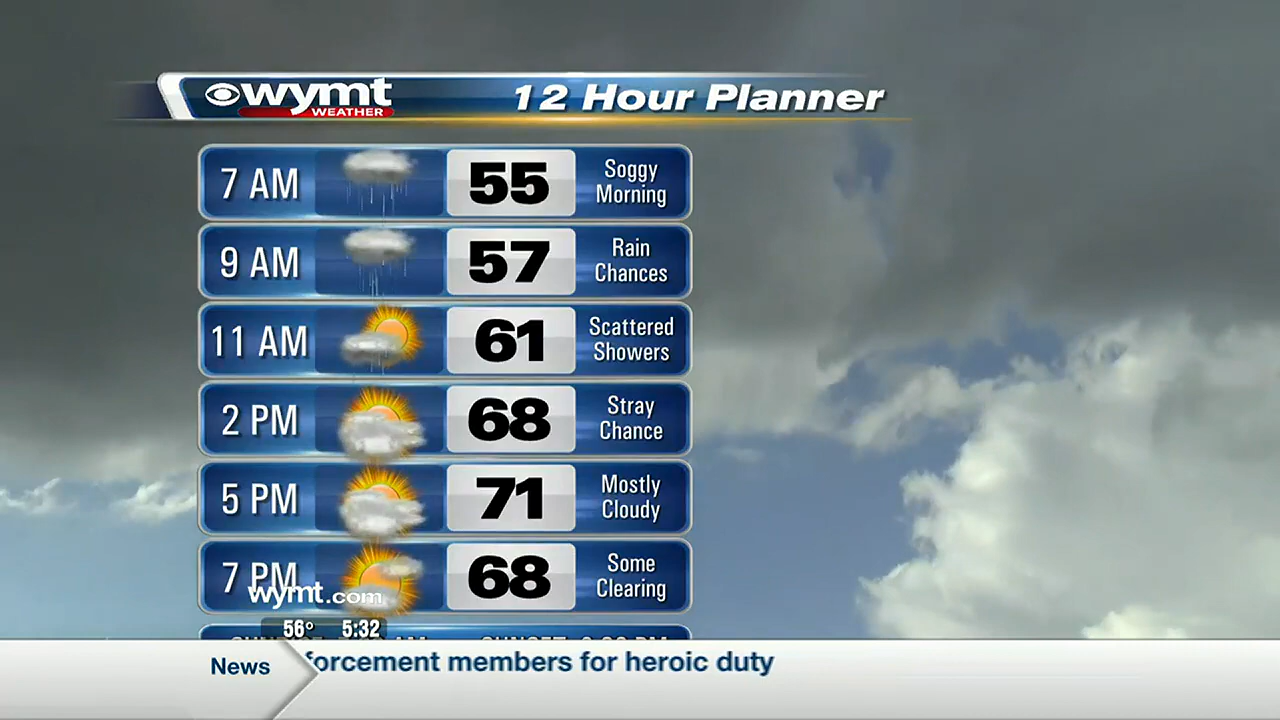 wymt
WEATHER
12 Hour Planner
7 AM
55
Soggy
Morning
9 AM
57
Rain
Chances
11 AM
61
Scattered
Showers
2 PM
68
Stray
Chance
5 PM
71
Mostly
Cloudy
7 PM
68
Some
Clearing
wymt.com
56° 5:32
News
forcement members for heroic duty